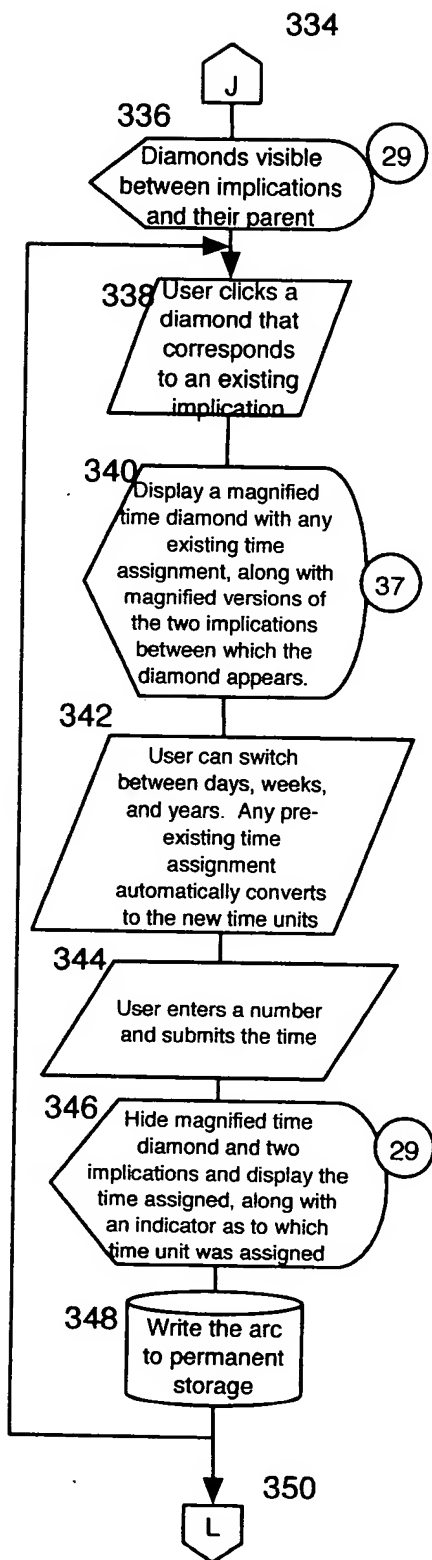 334
J
336
Diamonds visible
between implications
and their parent
29
338
User clicks a
diamond that
corresponds
to an existing
implication
340
Display a magnified
time diamond with any
existing time
assignment, along with
magnified versions of
the two implications
between which the
diamond appears.
37
342
User can switch
between days, weeks,
and years. Any pre-
existing time
assignment
automatically converts
to the new time units
344
User enters a number
and submits the time
346
Hide magnified time
diamond and two
implications and display the
time assigned, along with
an indicator as to which
time unit was assigned
29
348
Write the arc
to permanent
storage
350
L